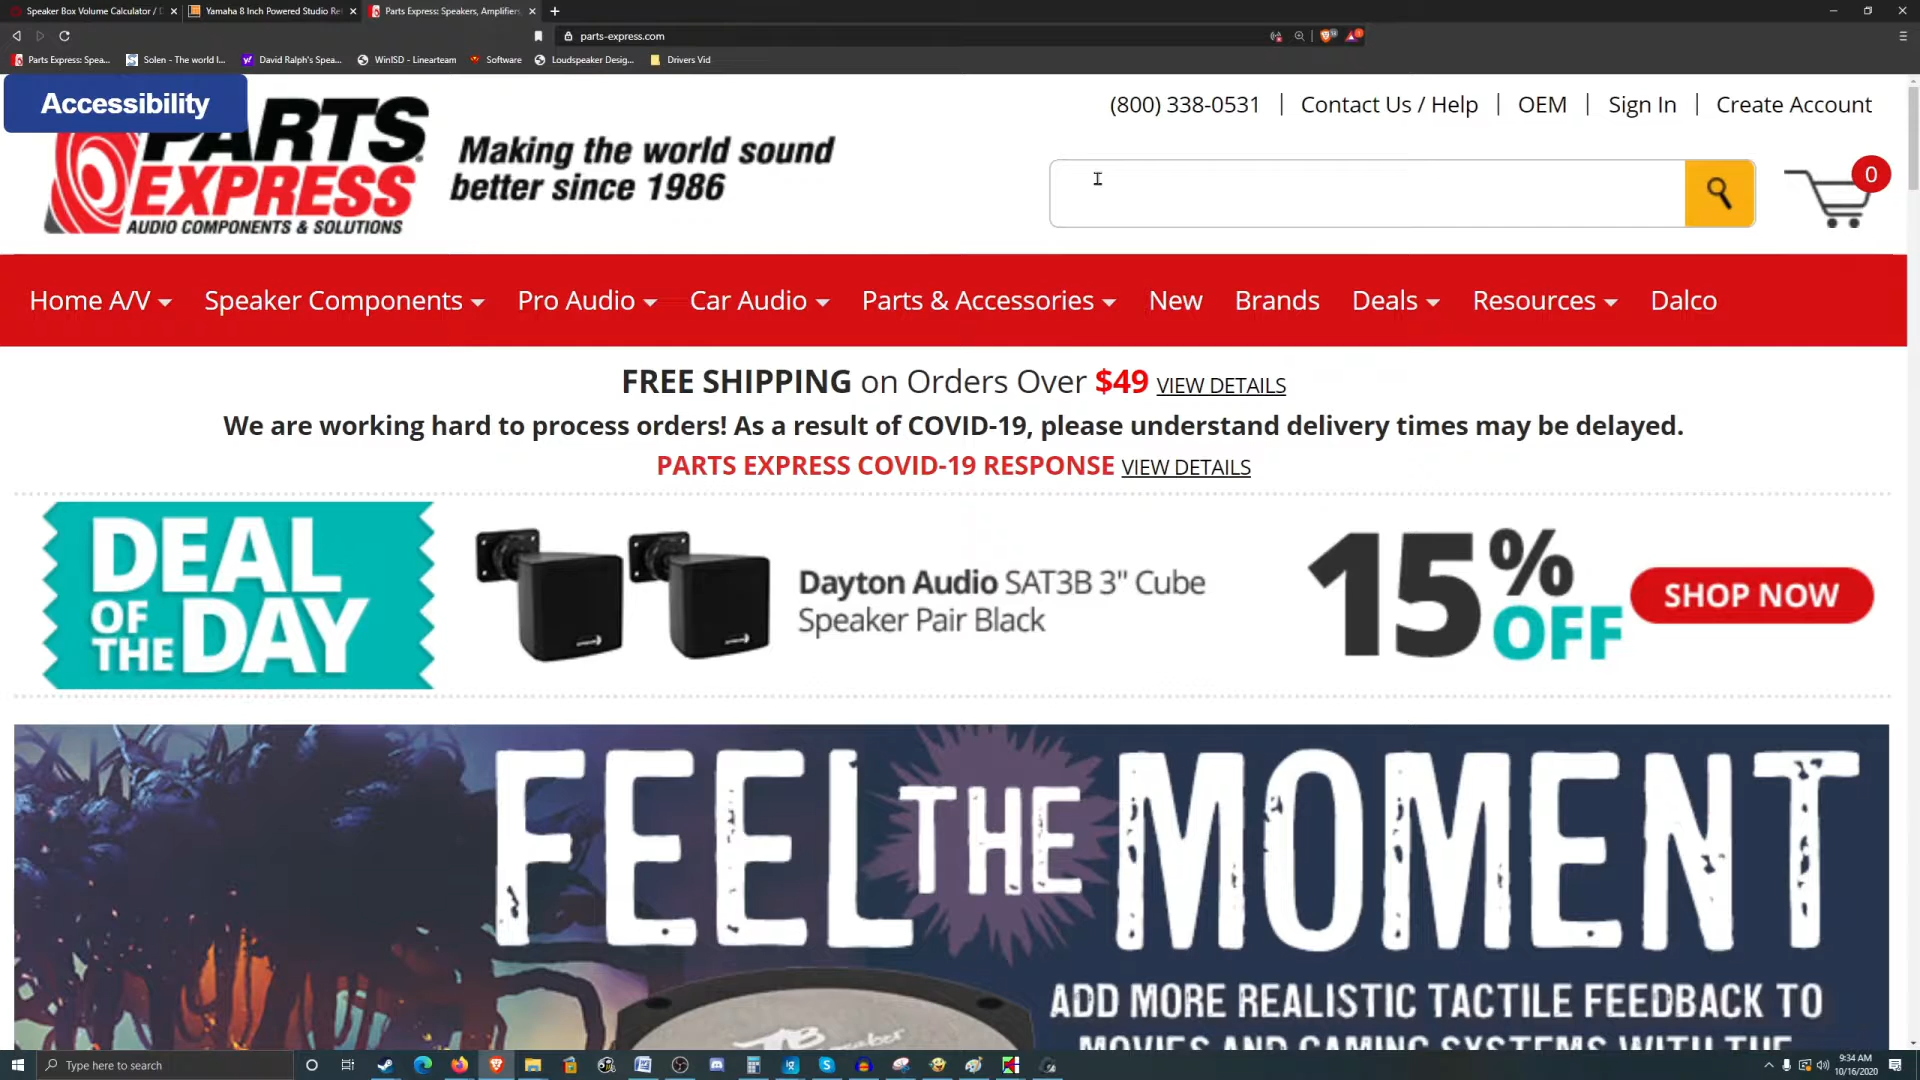 Speaker Box Volume Calculator /
Yamaha 8 Inch Powered Studio Re
Parts Express: Speakers, Amplifiers,
parts-express.com
Parts Express: Spea...
Solen - The world l...
David Ralph's Spea...
WinISD - Linearteam
Software
Loudspeaker Desig...
Drivers Vid
Accessibility
PARTS
EXPRESS
AUDIO COMPONENTS & SOLUTIONS
Making the world sound
better since 1986
(800) 338-0531
Contact Us / Help
OEM
Sign In
Create Account
0
Home A/V
Speaker Components
Pro Audio
Car Audio
Parts & Accessories
New
Brands
Deals
Resources
Dalco
FREE SHIPPING on Orders Over $49 VIEW DETAILS
We are working hard to process orders! As a result of COVID-19, please understand delivery times may be delayed.
PARTS EXPRESS COVID-19 RESPONSE VIEW DETAILS
DEAL
OF
THE DAY
Dayton Audio SAT3B 3" Cube
Speaker Pair Black
15%
OFF
SHOP NOW
FEEL THE MOMENT
ADD MORE REALISTIC TACTILE FEEDBACK TO
MOVIES AND GAMING SYSTEMS WITH THE
Type here to search
9:34 AM
10/16/2020